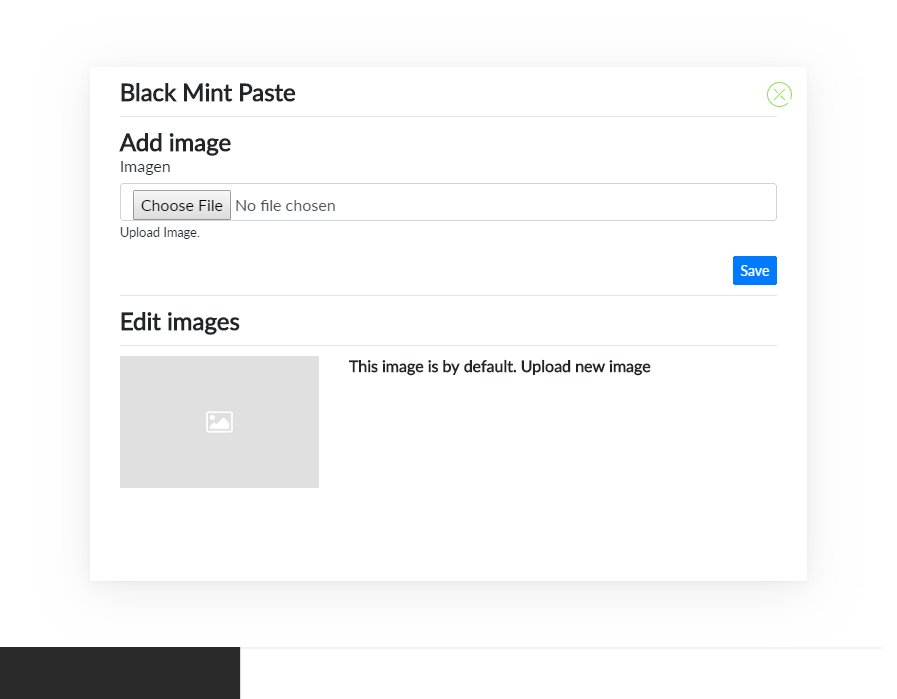 Black Mint Paste
Add image
Imagen
Choose File No file chosen
Upload Image.
Save
Edit images
This image is by default. Upload new image